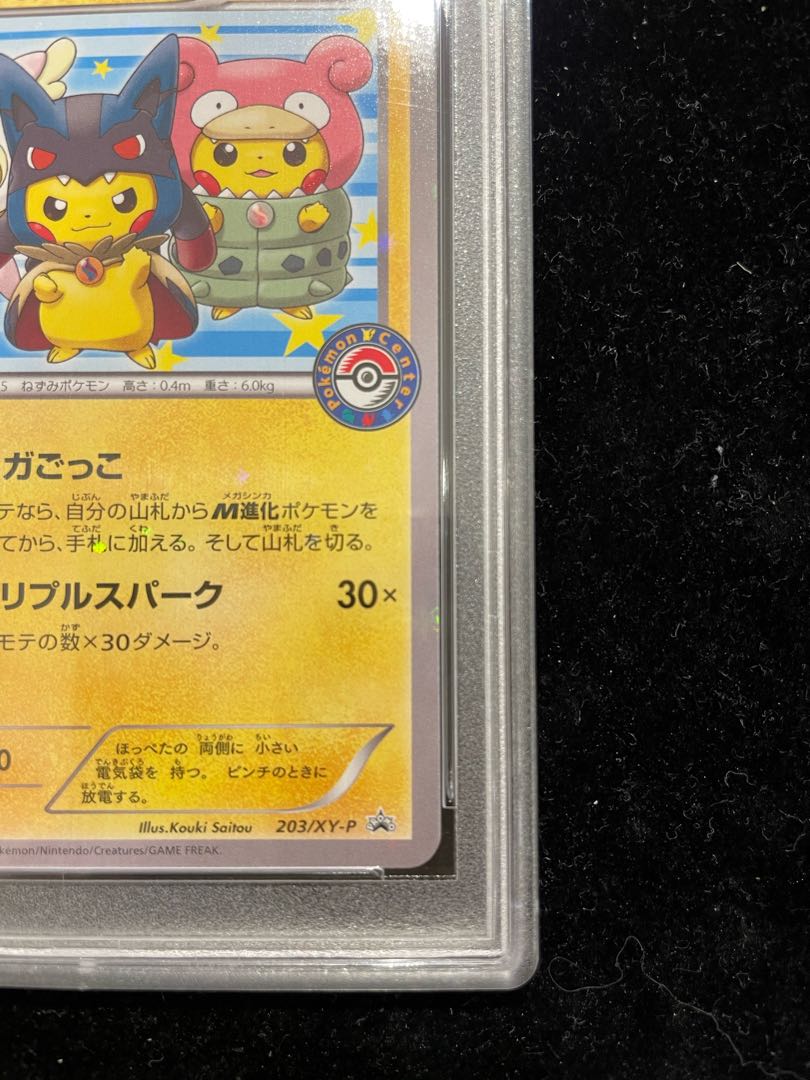 5 ねずみポケモン 高さ：0.4m 重さ：6.0kg
Pokémon Center
ガごっこ
テなら、自分の山札からM進化ポケモンを
てから、手札に加える。そして山札を切る。
リプルスパーク 30×
モテの数×30ダメージ。
0
ほっぺたの 両側に 小さい
電気袋を 持つ。 ピンチのときに
放電する。
Illus.Kouki Saitou 203/XY-P
kémon/Nintendo/Creatures/GAME FREAK.